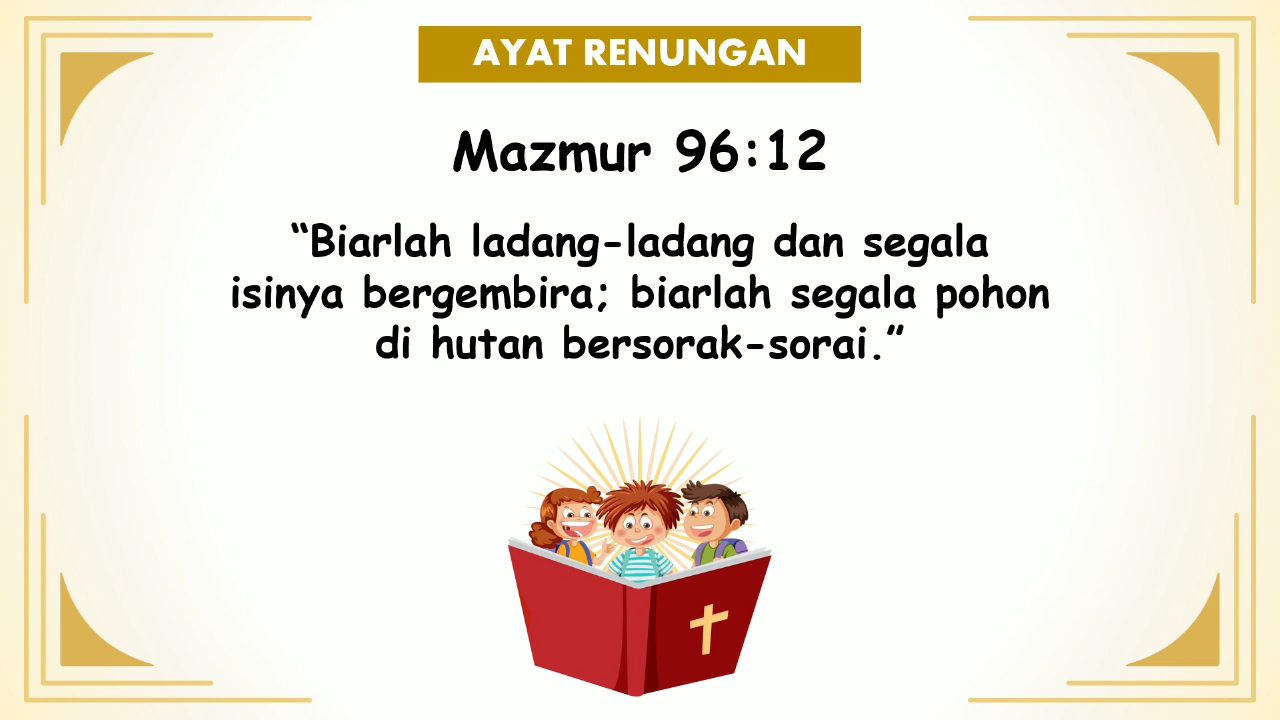 AYAT RENUNGAN
Mazmur 96:12
“Biarlah ladang-ladang dan segala
isinya bergembira; biarlah segala pohon
di hutan bersorak-sorai.”